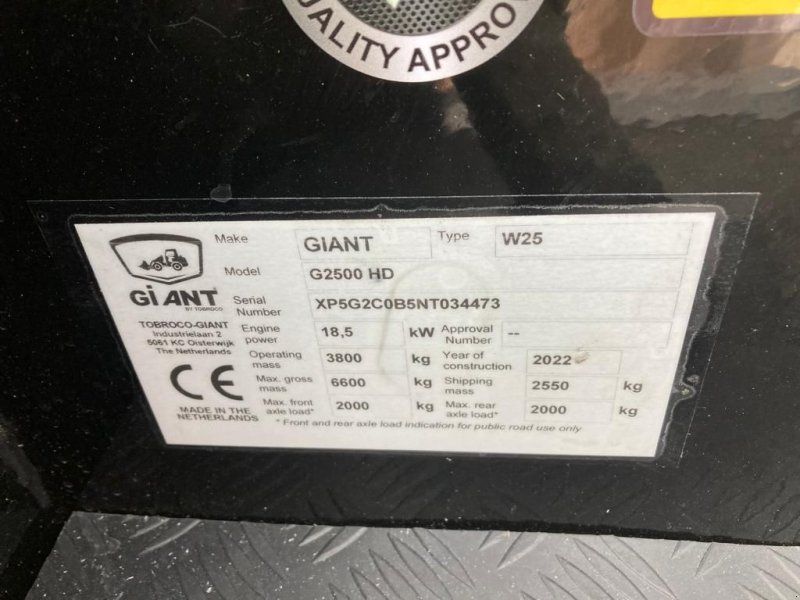 QUALITY APPROV
Make GIANT Type W25
Model G2500 HD
GiANT
BY TOBROCO
Serial Number XP5G2C0B5NT034473
TOBROCO-GIANT
Industrielaan 2
5061 KC Oisterwijk
The Netherlands
Engine power 18,5 kW Approval Number --
Operating mass 3800 kg Year of construction 2022
Max. gross mass 6600 kg Shipping mass 2550 kg
Max. front axle load* 2000 kg Max. rear axle load* 2000 kg
CE
MADE IN THE
NETHERLANDS
* Front and rear axle load indication for public road use only